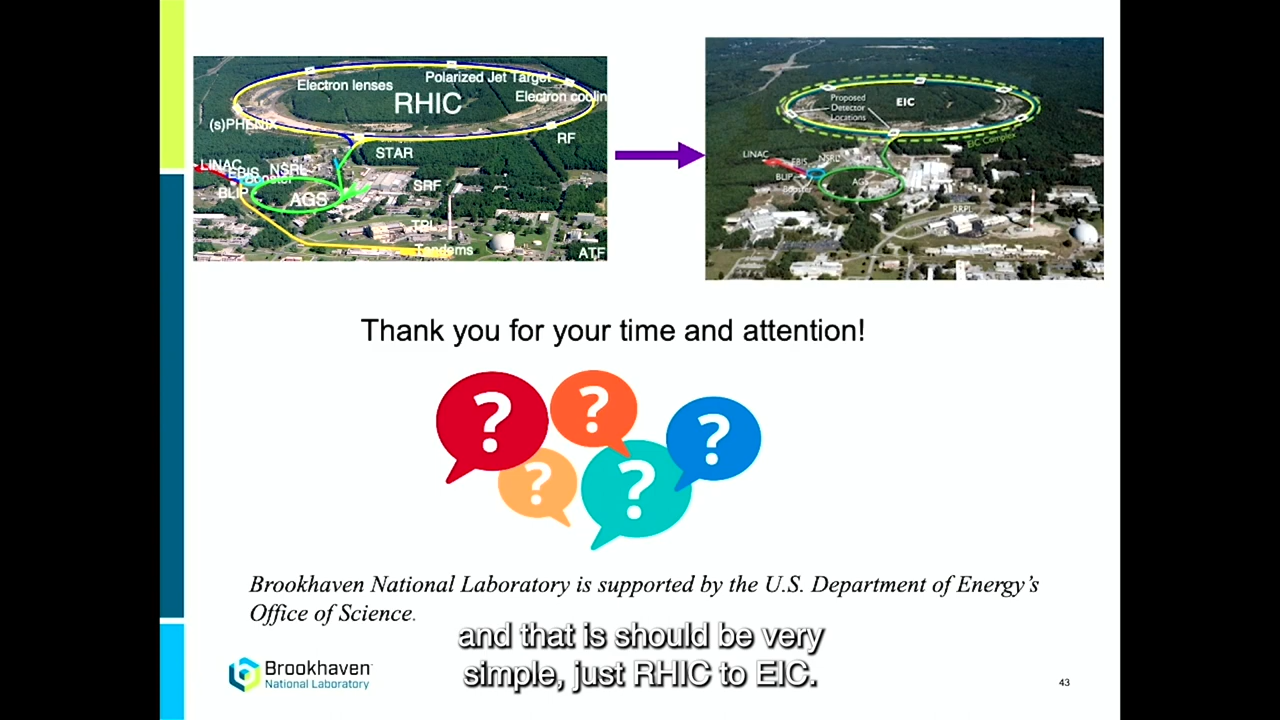 Electron lenses
Polarized Jet Target
RHIC
Electron coolin
(s)PHENIX
RF
STAR
LINAC
EBIS
NSRL
Booster
BLIP
AGS
SRF
TPL
Tandems
ATF
EIC
Proposed
Detector
Locations
EIC Complex
LINAC
EBIS
NSRL
BLIP
Booster
AGS
RRPL
Thank you for your time and attention!
?
?
?
?
?
Brookhaven National Laboratory is supported by the U.S. Department of Energy’s
Office of Science.
and that is should be very
simple, just RHIC to EIC.
Brookhaven
National Laboratory
43